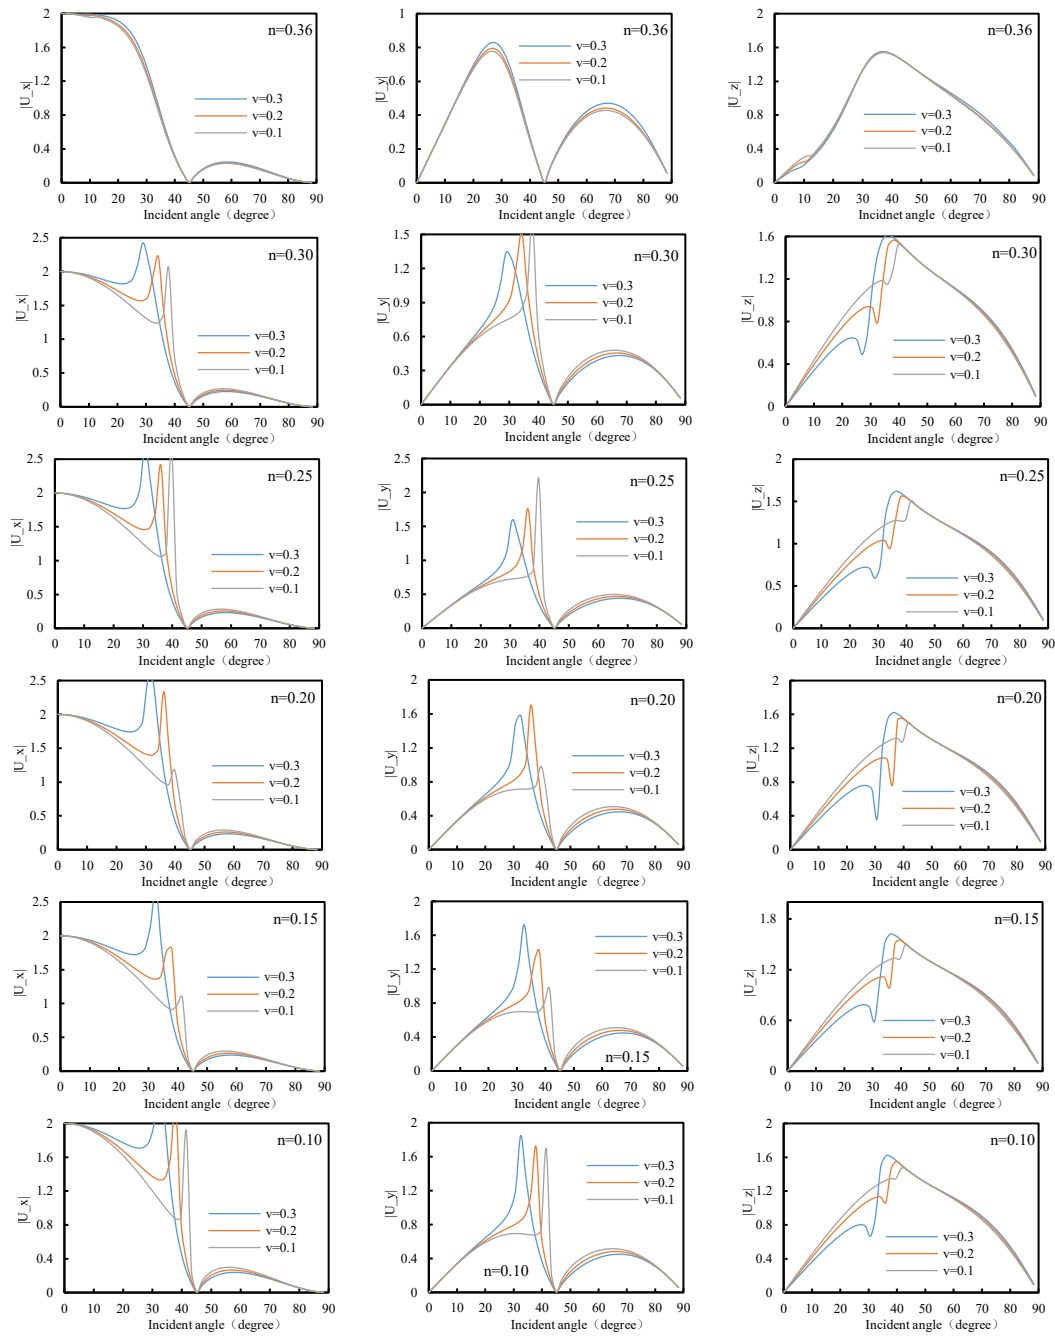 2
1.6
1.2
0.8
0.4
0
|U_x|
n=0.36
v=0.3
v=0.2
v=0.1
0 10 20 30 40 50 60 70 80 90
Incident angle（degree）
1
0.8
0.6
0.4
0.2
0
|U_y|
n=0.36
v=0.3
v=0.2
v=0.1
0 10 20 30 40 50 60 70 80 90
Incident angle（degree）
2
1.6
1.2
0.8
0.4
0
|U_z|
n=0.36
v=0.3
v=0.2
v=0.1
0 10 20 30 40 50 60 70 80 90
Incidnet angle（degree）
2.5
2
1.5
1
0.5
0
|U_x|
n=0.30
v=0.3
v=0.2
v=0.1
0 10 20 30 40 50 60 70 80 90
Incident angle（degree）
1.5
1.2
0.9
0.6
0.3
0
|U_y|
n=0.30
v=0.3
v=0.2
v=0.1
0 10 20 30 40 50 60 70 80 90
Incident angle（degree）
1.6
1.2
0.8
0.4
0
|U_z|
n=0.30
v=0.3
v=0.2
v=0.1
0 10 20 30 40 50 60 70 80 90
Incident angle（degree）
2.5
2
1.5
1
0.5
0
|U_x|
n=0.25
v=0.3
v=0.2
v=0.1
0 10 20 30 40 50 60 70 80 90
Incident angle（degree）
2.5
2
1.5
1
0.5
0
|U_y|
n=0.25
v=0.3
v=0.2
v=0.1
0 10 20 30 40 50 60 70 80 90
Incident angle（degree）
2
1.5
1
0.5
0
|U_z|
n=0.25
v=0.3
v=0.2
v=0.1
0 10 20 30 40 50 60 70 80 90
Incidnet angle（degree）
2.5
2
1.5
1
0.5
0
|U_x|
n=0.20
v=0.3
v=0.2
v=0.1
0 10 20 30 40 50 60 70 80 90
Incidnet angle（degree）
2
1.6
1.2
0.8
0.4
0
|U_y|
n=0.20
v=0.3
v=0.2
v=0.1
0 10 20 30 40 50 60 70 80 90
Incident angle（degree）
2
1.5
1
0.5
0
|U_z|
n=0.20
v=0.3
v=0.2
v=0.1
0 10 20 30 40 50 60 70 80 90
Incident angle（degree）
2.5
2
1.5
1
0.5
0
|U_x|
n=0.15
v=0.3
v=0.2
v=0.1
0 10 20 30 40 50 60 70 80 90
Incident angle（degree）
2
1.6
1.2
0.8
0.4
0
|U_y|
v=0.3
v=0.2
v=0.1
n=0.15
0 10 20 30 40 50 60 70 80 90
Incident angle（degree）
1.8
1.2
0.6
0
|U_z|
n=0.15
v=0.3
v=0.2
v=0.1
0 10 20 30 40 50 60 70 80 90
Incident angle（degree）
2
1.6
1.2
0.8
0.4
0
|U_x|
n=0.10
v=0.3
v=0.2
v=0.1
0 10 20 30 40 50 60 70 80 90
Incident angle（degree）
2
1.6
1.2
0.8
0.4
0
|U_y|
v=0.3
v=0.2
v=0.1
n=0.10
0 10 20 30 40 50 60 70 80 90
Incident angle（degree）
2
1.6
1.2
0.8
0.4
0
|U_z|
n=0.10
v=0.3
v=0.2
v=0.1
0 10 20 30 40 50 60 70 80 90
Incident angle（degree）